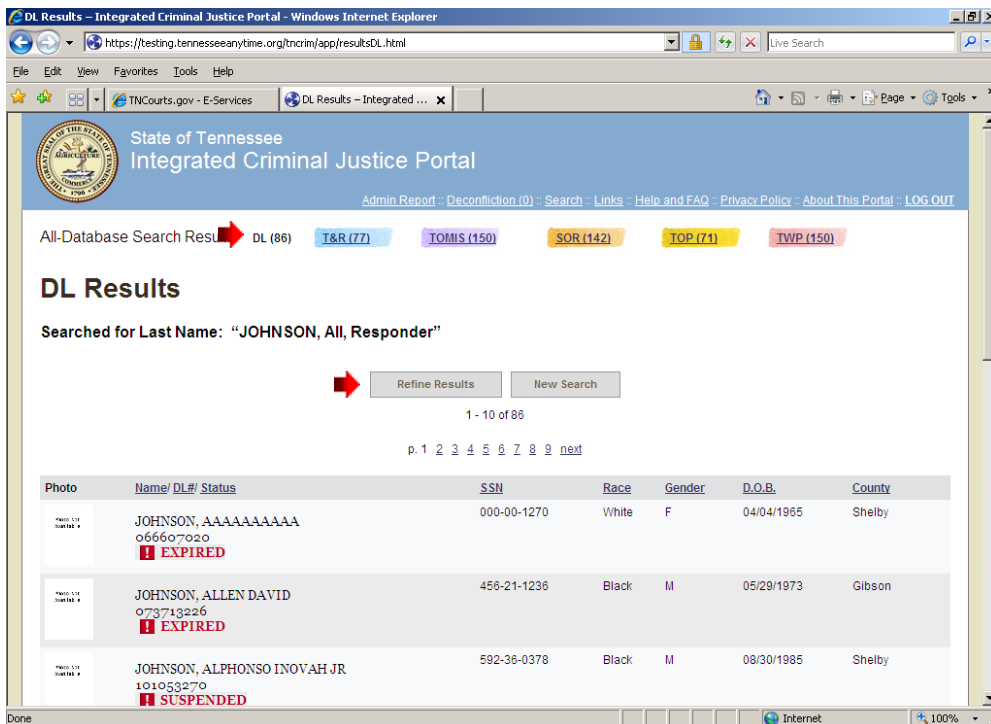 DL Results – Integrated Criminal Justice Portal - Windows Internet Explorer
https://testing.tennesseeanytime.org/tncrim/app/resultsDL.html Live Search
File Edit View Favorites Tools Help
TNCourts.gov - E-Services DL Results – Integrated ... Page Tools
State of Tennessee
Integrated Criminal Justice Portal
Admin Report :: Deconfliction (0) :: Search :: Links :: Help and FAQ :: Privacy Policy :: About This Portal :: LOG OUT
All-Database Search Resu DL (86) T&R (77) TOMIS (150) SOR (142) TOP (71) TWP (150)
DL Results
Searched for Last Name: “JOHNSON, All, Responder”
Refine Results New Search
1 - 10 of 86
p. 1 2 3 4 5 6 7 8 9 next
Photo Name/ DL#/ Status SSN Race Gender D.O.B. County
JOHNSON, AAAAAAAAAA 000-00-1270 White F 04/04/1965 Shelby
066607020
! EXPIRED
JOHNSON, ALLEN DAVID 456-21-1236 Black M 05/29/1973 Gibson
073713226
! EXPIRED
JOHNSON, ALPHONSO INOVAH JR 592-36-0378 Black M 08/30/1985 Shelby
101053270
! SUSPENDED
Done Internet 100%